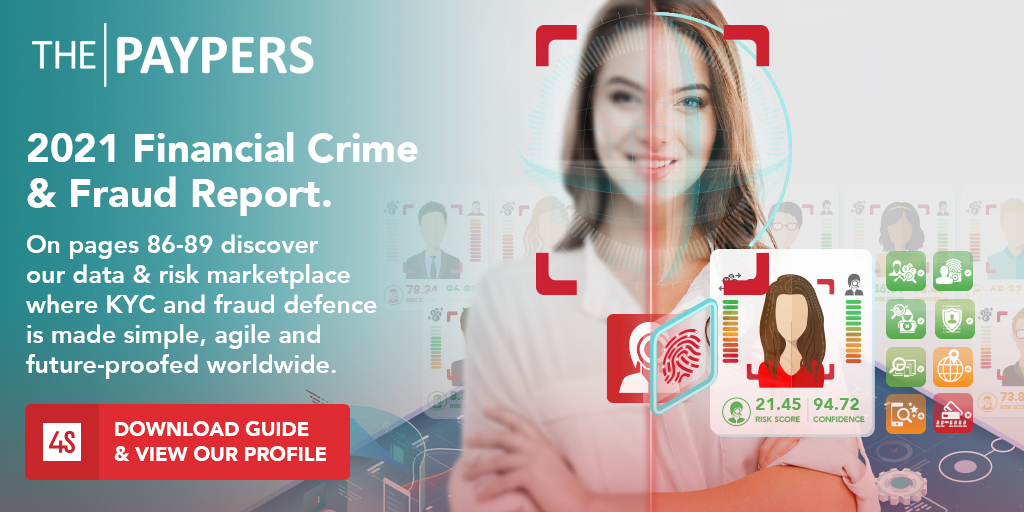 THE PAYPERS
2021 Financial Crime
& Fraud Report.
On pages 86-89 discover
our data & risk marketplace
where KYC and fraud defence
is made simple, agile and
future-proofed worldwide.
4S
DOWNLOAD GUIDE
& VIEW OUR PROFILE
21.45
RISK SCORE
94.72
CONFIDENCE
78.34